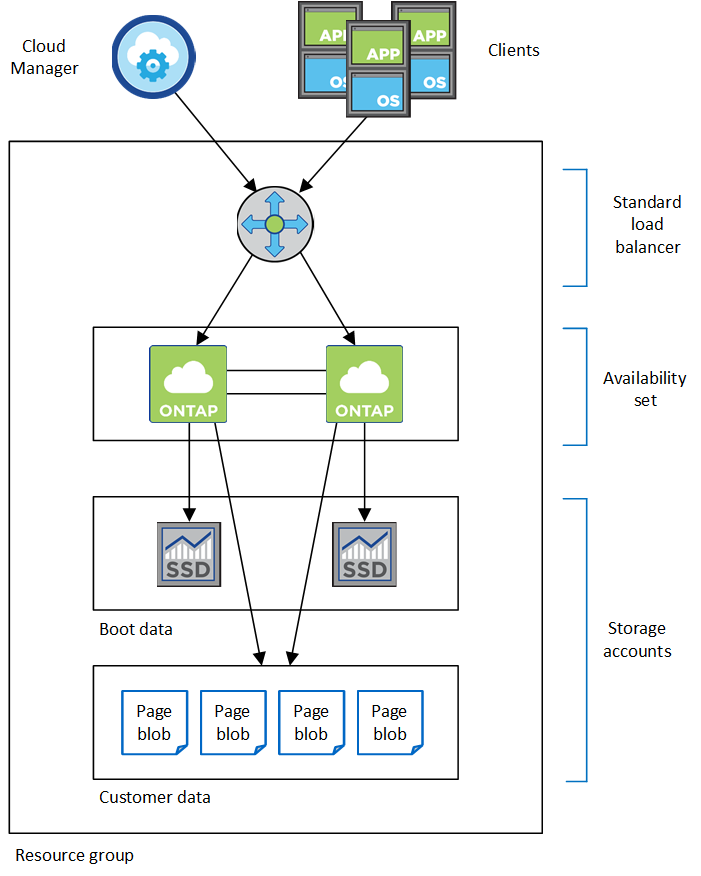 Cloud
Manager
APP
APP
APP
OS
OS
OS
Clients
Standard
load
balancer
ONTAP
ONTAP
Availability
set
SSD
SSD
Boot data
Storage
accounts
Page
blob
Page
blob
Page
blob
Page
blob
Customer data
Resource group